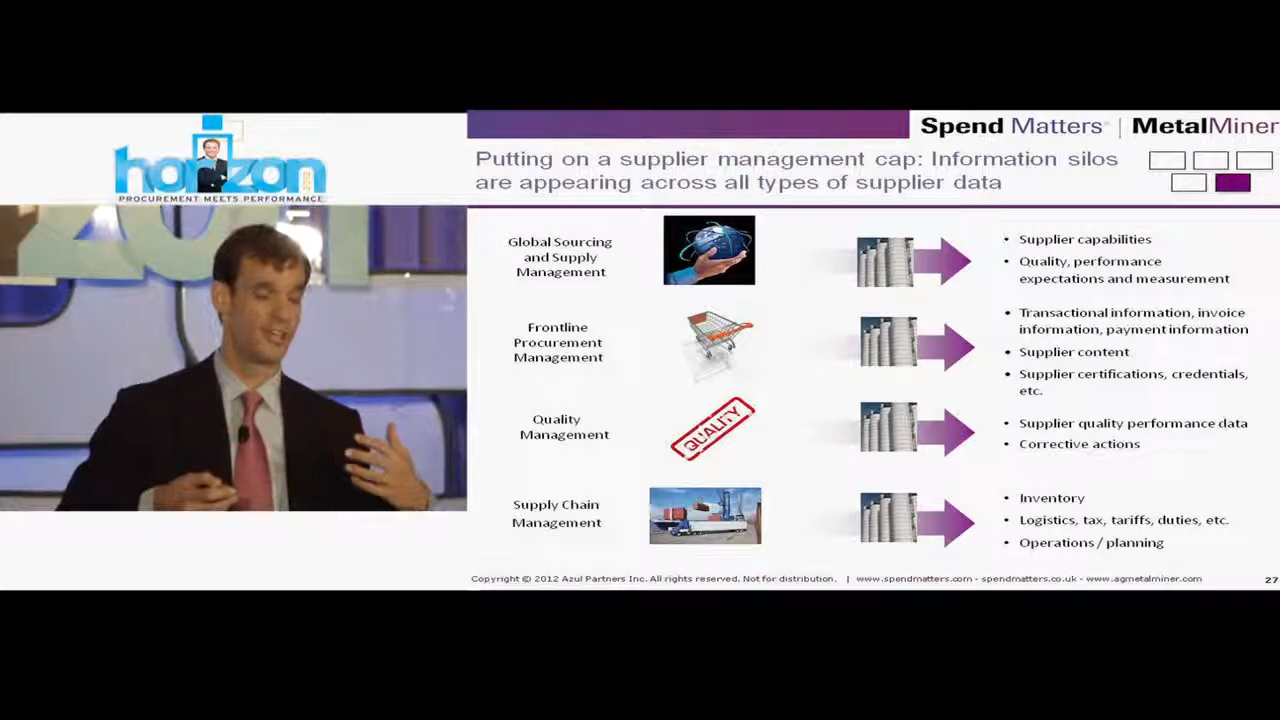 horizon
PROCUREMENT MEETS PERFORMANCE
201
Spend Matters | MetalMiner
Putting on a supplier management cap: Information silos
are appearing across all types of supplier data
Global Sourcing
and Supply
Management
• Supplier capabilities
• Quality, performance
expectations and measurement
Frontline
Procurement
Management
• Transactional information, invoice
information, payment information
• Supplier content
• Supplier certifications, credentials,
etc.
Quality
Management
QUALITY
• Supplier quality performance data
• Corrective actions
Supply Chain
Management
• Inventory
• Logistics, tax, tariffs, duties, etc.
• Operations / planning
Copyright © 2012 Azul Partners Inc. All rights reserved. Not for distribution. | www.spendmatters.com - spendmatters.co.uk - www.agmetalminer.com
27